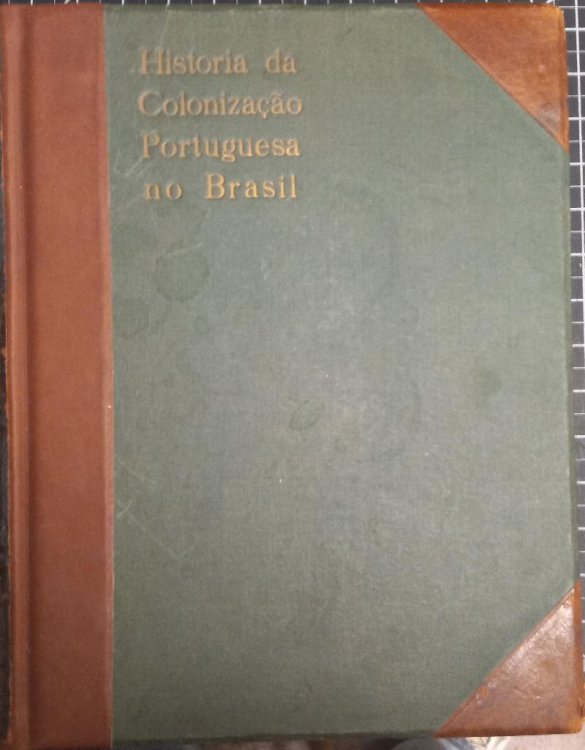 Historia da
Colonização
Portuguesa
no Brasil